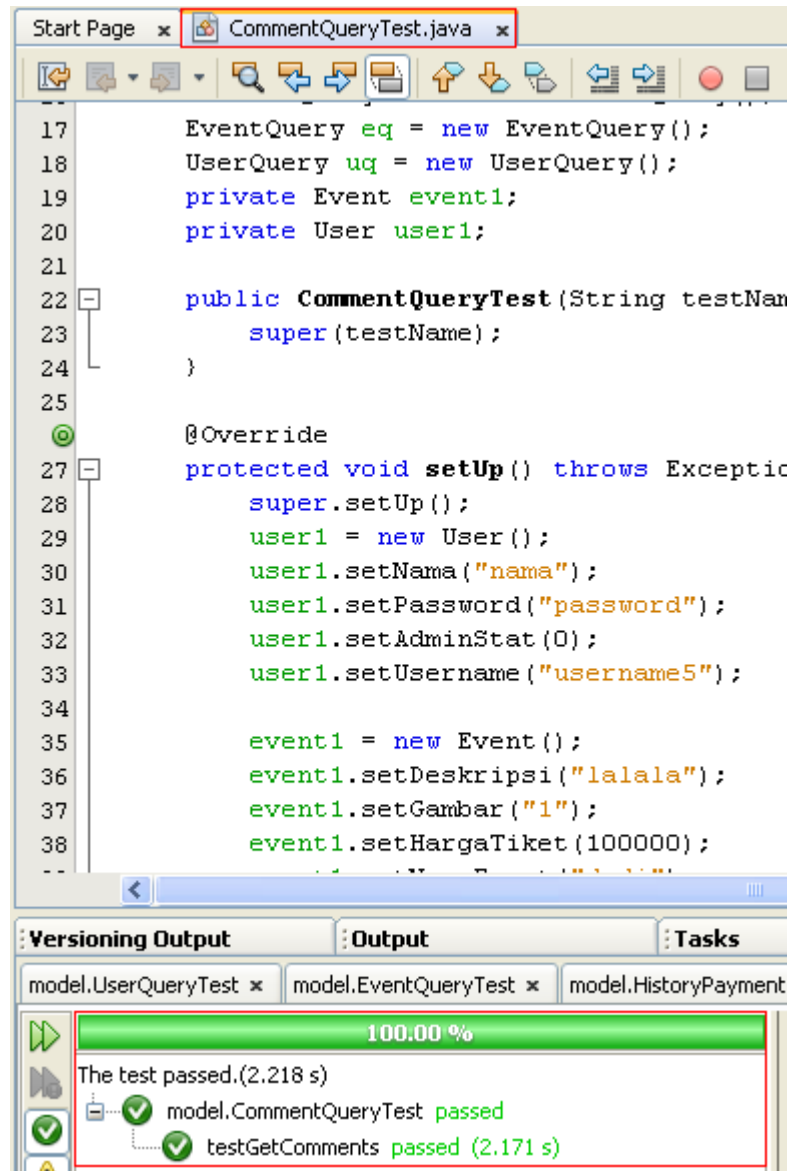 Start Page x CommentQueryTest.java x
17 EventQuery eq = new EventQuery();
18 UserQuery uq = new UserQuery();
19 private Event event1;
20 private User user1;
21
22 public CommentQueryTest(String testNam
23 super(testName);
24 }
25
@Override
27 protected void setUp() throws Exceptio
28 super.setUp();
29 user1 = new User();
30 user1.setNama("nama");
31 user1.setPassword("password");
32 user1.setAdminStat(0);
33 user1.setUsername("username5");
34
35 event1 = new Event();
36 event1.setDeskripsi("lalala");
37 event1.setGambar("1");
38 event1.setHargaTiket(100000);
Versioning Output Output Tasks
model.UserQueryTest x model.EventQueryTest x model.HistoryPayment
100.00 %
The test passed.(2.218 s)
model.CommentQueryTest passed
testGetComments passed (2.171 s)